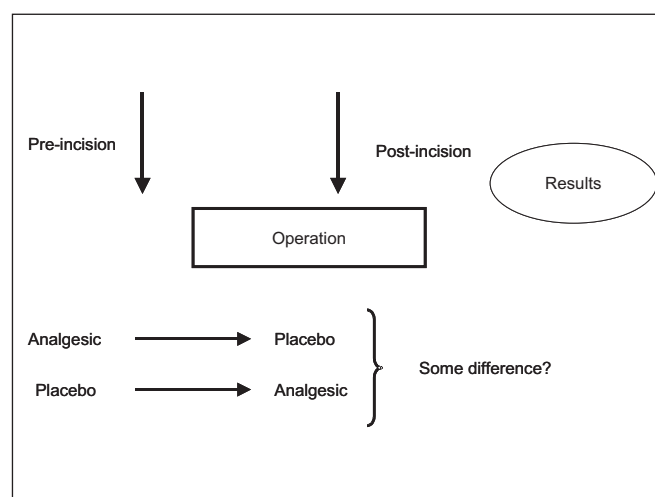 Pre-incision
Post-incision
Results
Operation
Analgesic
Placebo
Placebo
Analgesic
Some difference?